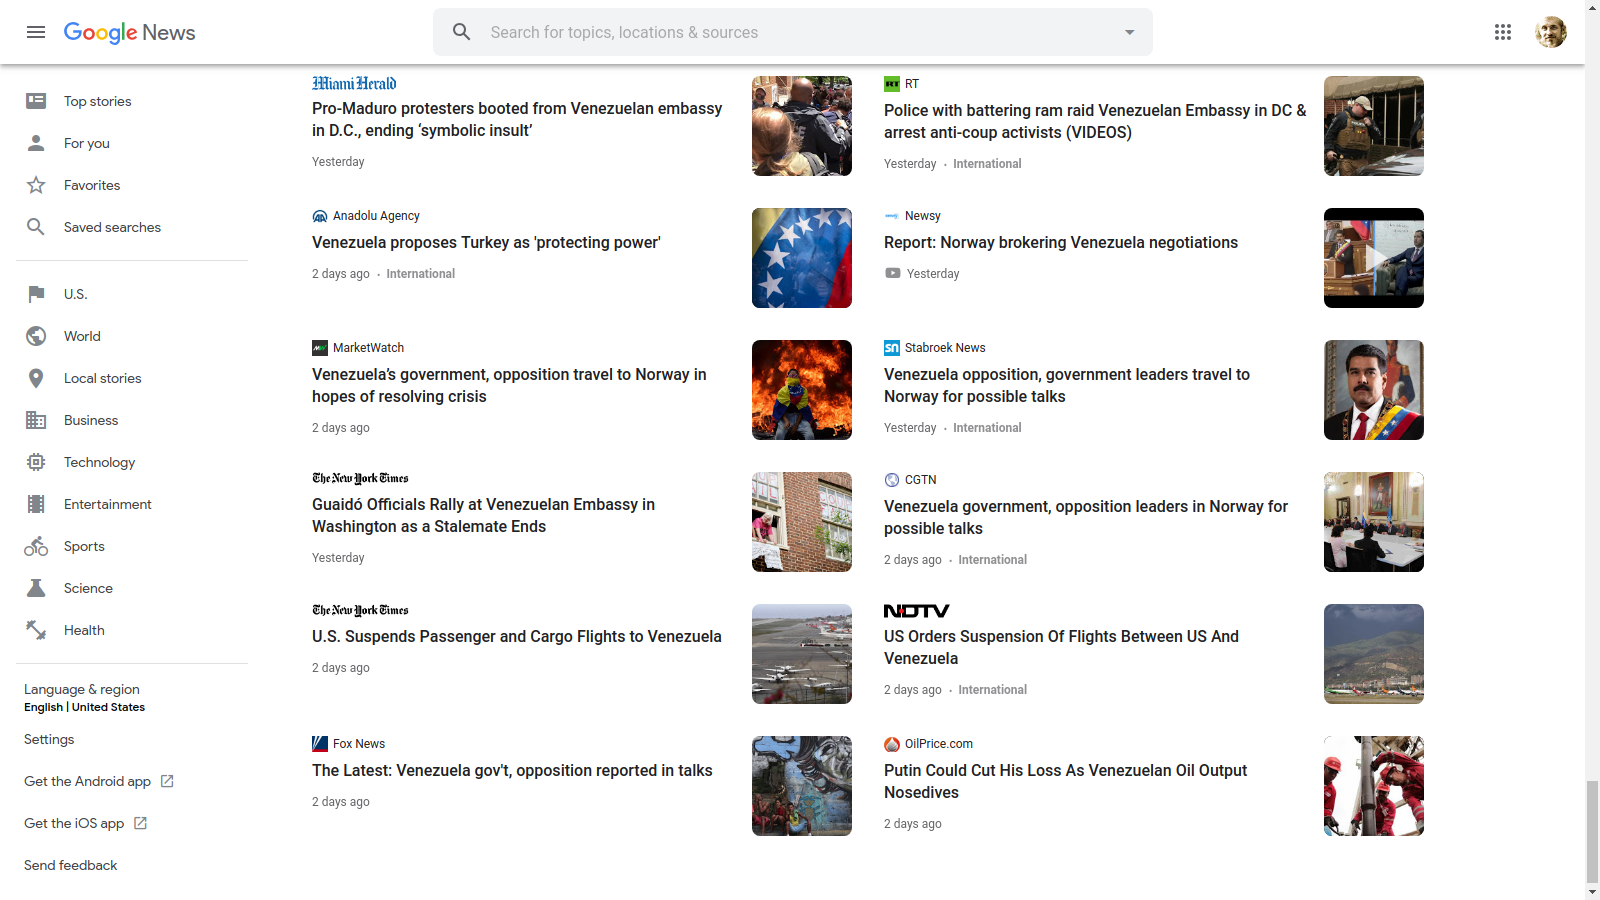 Google News
Search for topics, locations & sources
Top stories
For you
Favorites
Saved searches
U.S.
World
Local stories
Business
Technology
Entertainment
Sports
Science
Health
Language & region
English | United States
Settings
Get the Android app
Get the iOS app
Send feedback
Miami Herald
Pro-Maduro protesters booted from Venezuelan embassy
in D.C., ending ‘symbolic insult’
Yesterday
RT
RT
Police with battering ram raid Venezuelan Embassy in DC &
arrest anti-coup activists (VIDEOS)
Yesterday · International
AA
Anadolu Agency
Venezuela proposes Turkey as 'protecting power'
2 days ago · International
Newsy
Report: Norway brokering Venezuela negotiations
Yesterday
MW
MarketWatch
Venezuela’s government, opposition travel to Norway in
hopes of resolving crisis
2 days ago
sn
Stabroek News
Venezuela opposition, government leaders travel to
Norway for possible talks
Yesterday · International
The New York Times
Guaidó Officials Rally at Venezuelan Embassy in
Washington as a Stalemate Ends
Yesterday
CGTN
Venezuela government, opposition leaders in Norway for
possible talks
2 days ago · International
The New York Times
U.S. Suspends Passenger and Cargo Flights to Venezuela
2 days ago
NDTV
US Orders Suspension Of Flights Between US And
Venezuela
2 days ago · International
Fox News
The Latest: Venezuela gov't, opposition reported in talks
2 days ago
OilPrice.com
Putin Could Cut His Loss As Venezuelan Oil Output
Nosedives
2 days ago